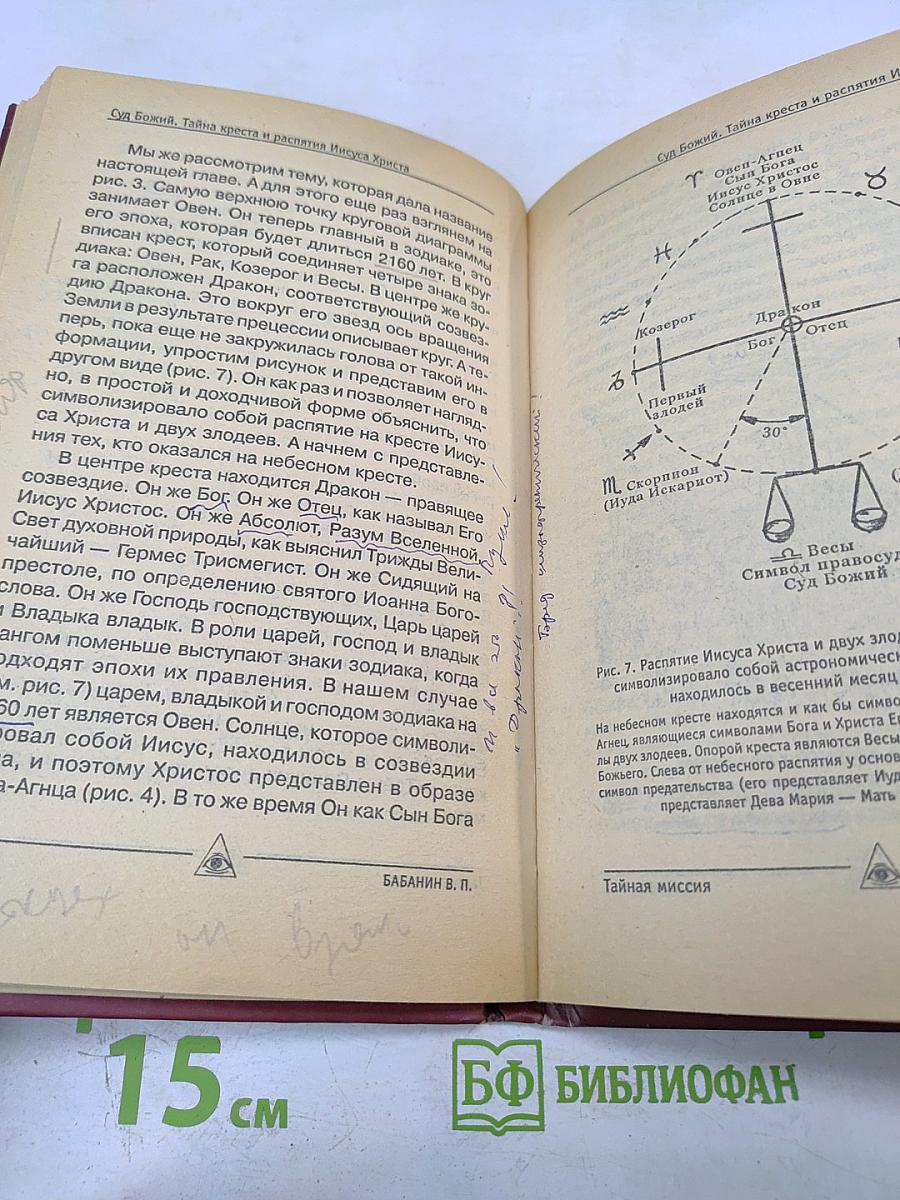 Суд Божий. Тайна креста и распятия Иисуса Христа
Мы же рассмотрим тему, которая дала название
настоящей главе. А для этого еще раз взглянем на
рис. 3. Самую верхнюю точку круговой диаграммы
занимает Овен. Он теперь главный в зодиаке, это
его эпоха, которая будет длиться 2160 лет. В круг
вписан крест, который соединяет четыре знака зо-
диака: Овен, Рак, Козерог и Весы. В центре же кру-
га расположен Дракон, соответствующий созвез-
дию Дракона. Это вокруг его звезд ось вращения
Земли в результате прецессии описывает круг. А те-
перь, пока еще не закружилась голова от такой ин-
формации, упростим рисунок и представим его в
другом виде (рис. 7). Он как раз и позволяет нагляд-
но, в простой и доходчивой форме объяснить, что
символизировало собой распятие на кресте Иису-
са Христа и двух злодеев. А начнем с представле-
ния тех, кто оказался на небесном кресте.
В центре креста находится Дракон — правящее
созвездие. Он же Бог. Он же Отец, как называл Его
Иисус Христос. Он же Абсолют, Разум Вселенной,
Свет духовной природы, как выяснил Трижды Вели-
чайший — Гермес Трисмегист. Он же Сидящий на
престоле, по определению святого Иоанна Бого-
слова. Он же Господь господствующих, Царь царей
и Владыка владык. В роли царей, господ и владык
рангом поменьше выступают знаки зодиака, когда
подходят эпохи их правления. В нашем случае
м. рис. 7) царем, владыкой и господом зодиака на
60 лет является Овен. Солнце, которое символи-
ровал собой Иисус, находилось в созвездии
на, и поэтому Христос представлен в образе
а-Агнца (рис. 4). В то же время Он как Сын Бога
БАБАНИН В. П.
он врет
Суд Божий. Тайна креста и распятия И
♈ Овен-Агнец
Сын Бога
Иисус Христос
Солнце в Овне
♉
Козерог
Дракон
Бог Отец
Первый
злодей
30°
♏ Скорпион
(Иуда Искариот)
♎ Весы
Символ правосуд
Суд Божий
Рис. 7. Распятие Иисуса Христа и двух злод
символизировало собой астрономическ
находилось в весенний месяц
На небесном кресте находятся и как бы симво
Агнец, являющиеся символами Бога и Христа Ег
лы двух злодеев. Опорой креста являются Весы
Божьего. Слева от небесного распятия у основ
символ предательства (его представляет Иуд
представляет Дева Мария — Мать
Тайная миссия
15 см
БФ БИБЛИОФАН